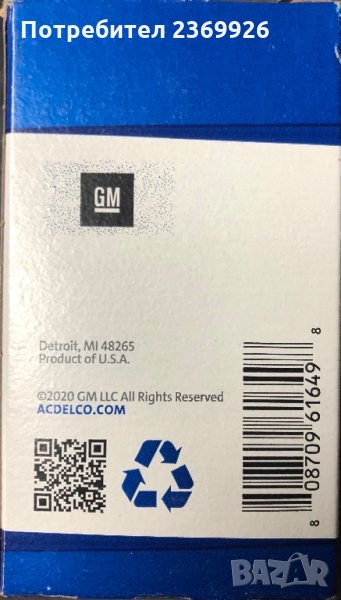 Потребител 2369926
GM
Detroit, MI 48265
Product of U.S.A.
©2020 GM LLC All Rights Reserved
ACDELCO.COM
8 08709 61649 8
BAZAR